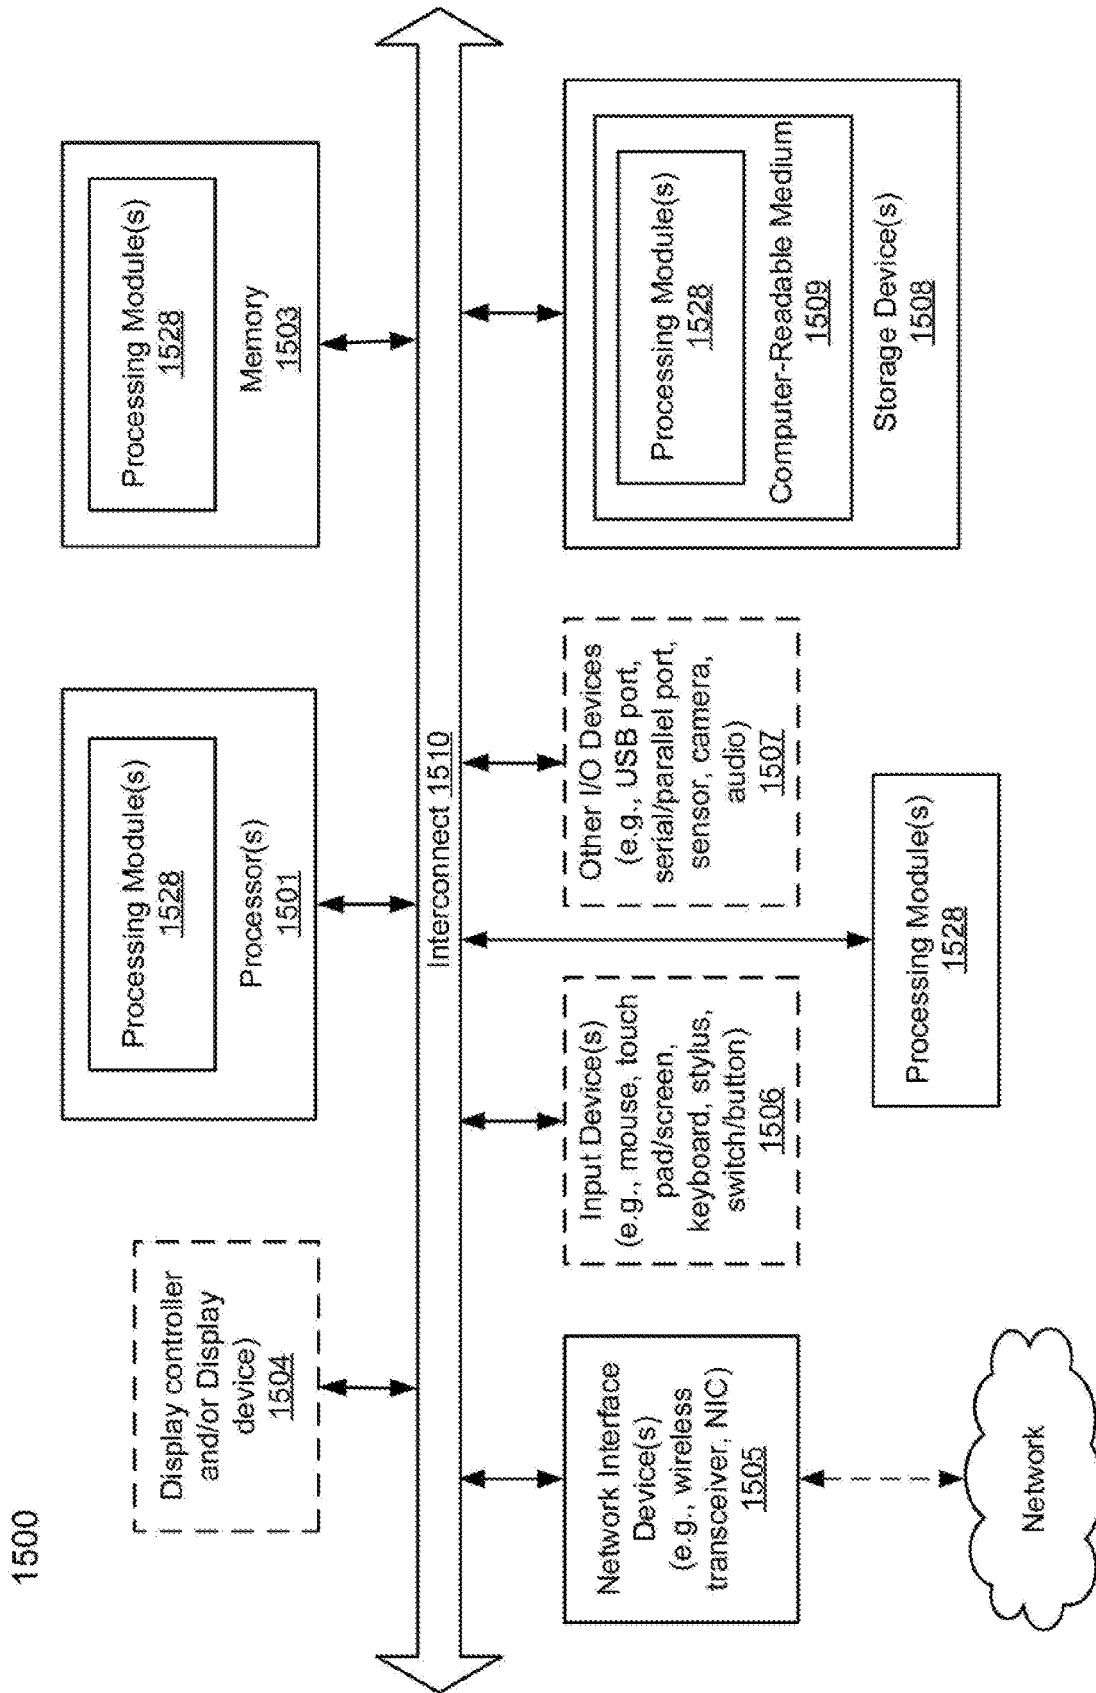 1500
Display controller
and/or Display
device)
1504
Processing Module(s)
1528
Processor(s)
1501
Processing Module(s)
1528
Memory
1503
Interconnect 1510
Network Interface
Device(s)
(e.g., wireless
transceiver, NIC)
1505
Input Device(s)
(e.g., mouse, touch
pad/screen,
keyboard, stylus,
switch/button)
1506
Other I/O Devices
(e.g., USB port,
serial/parallel port,
sensor, camera,
audio)
1507
Processing Module(s)
1528
Computer-Readable Medium
1509
Storage Device(s)
1508
Processing Module(s)
1528
Network